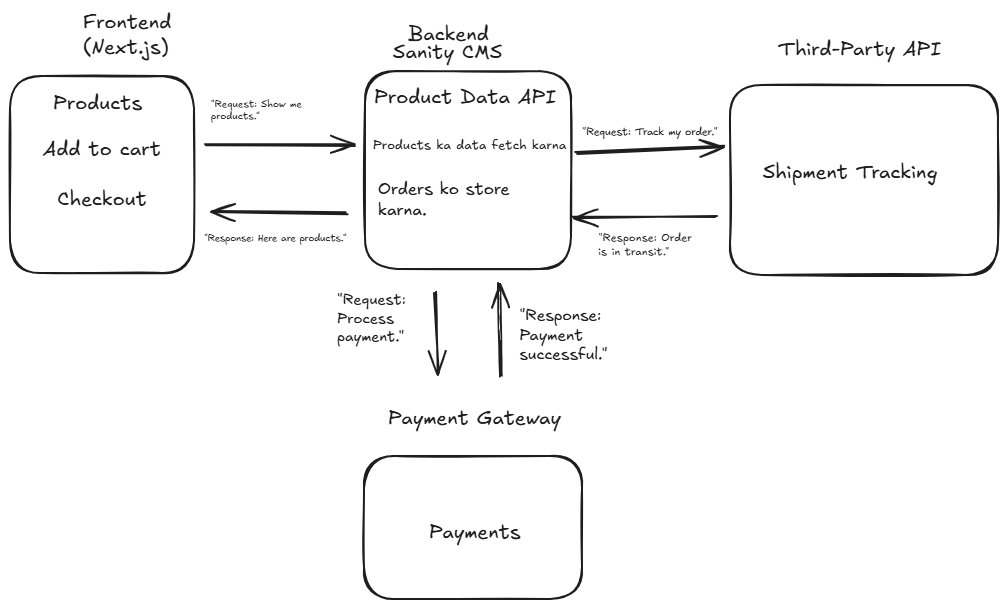 Frontend
(Next.js)
Products
Add to cart
Checkout
"Request: Show me
products."
"Response: Here are products."
Backend
Sanity CMS
Product Data API
Products ka data fetch karna
Orders ko store
karna.
"Request: Track my order."
"Response: Order
is in transit."
Third-Party API
Shipment Tracking
"Request:
Process
payment."
"Response:
Payment
successful."
Payment Gateway
Payments